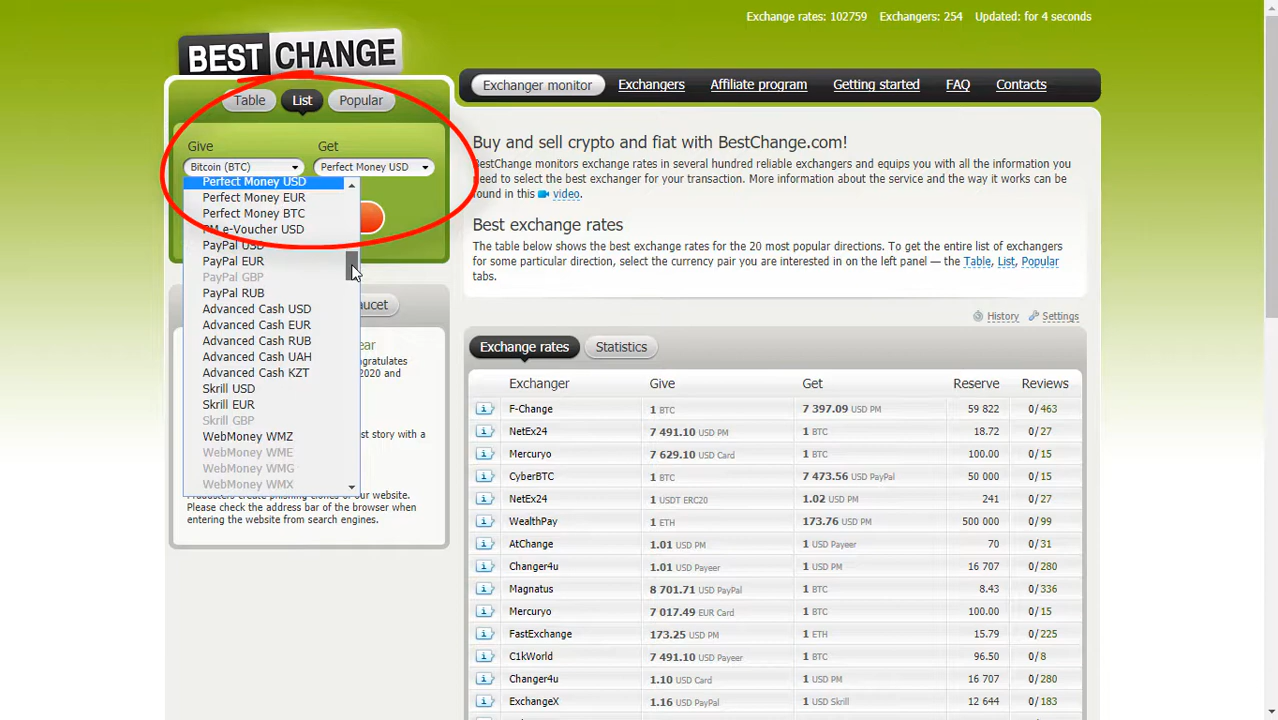 Exchange rates: 102759 Exchangers: 254 Updated: for 4 seconds
BEST CHANGE
Exchanger monitor Exchangers Affiliate program Getting started FAQ Contacts
Table List Popular
Give Get
Bitcoin (BTC) Perfect Money USD
Perfect Money USD
Perfect Money EUR
Perfect Money BTC
PM e-Voucher USD
PayPal USD
PayPal EUR
PayPal GBP
PayPal RUB
Advanced Cash USD
Advanced Cash EUR
Advanced Cash RUB
Advanced Cash UAH
Advanced Cash KZT
Skrill USD
Skrill EUR
Skrill GBP
WebMoney WMZ
WebMoney WME
WebMoney WMG
WebMoney WMX
aucet
ear
ngratulates
2020 and
st story with a
Fraudsters create phishing clones of our website.
Please check the address bar of the browser when
entering the website from search engines.
Buy and sell crypto and fiat with BestChange.com!
BestChange monitors exchange rates in several hundred reliable exchangers and equips you with all the information you
need to select the best exchanger for your transaction. More information about the service and the way it works can be
found in this video.
Best exchange rates
The table below shows the best exchange rates for the 20 most popular directions. To get the entire list of exchangers
for some particular direction, select the currency pair you are interested in on the left panel — the Table, List, Popular
tabs.
History Settings
Exchange rates Statistics
Exchanger Give Get Reserve Reviews
F-Change 1 BTC 7 397.09 USD PM 59 822 0/463
NetEx24 7 491.10 USD PM 1 BTC 18.72 0/27
Mercuryo 7 629.10 USD Card 1 BTC 100.00 0/15
CyberBTC 1 BTC 7 473.56 USD PayPal 50 000 0/15
NetEx24 1 USDT ERC20 1.02 USD PM 241 0/27
WealthPay 1 ETH 173.76 USD PM 500 000 0/99
AtChange 1.01 USD PM 1 USD Payeer 70 0/31
Changer4u 1.01 USD Payeer 1 USD PM 16 707 0/280
Magnatus 8 701.71 USD PayPal 1 BTC 8.43 0/336
Mercuryo 7 017.49 EUR Card 1 BTC 100.00 0/15
FastExchange 173.25 USD PM 1 ETH 15.79 0/225
C1kWorld 7 491.10 USD Payeer 1 BTC 96.50 0/8
Changer4u 1.10 USD Card 1 USD PM 16 707 0/280
ExchangeX 1.16 USD PayPal 1 USD Skrill 12 644 0/183